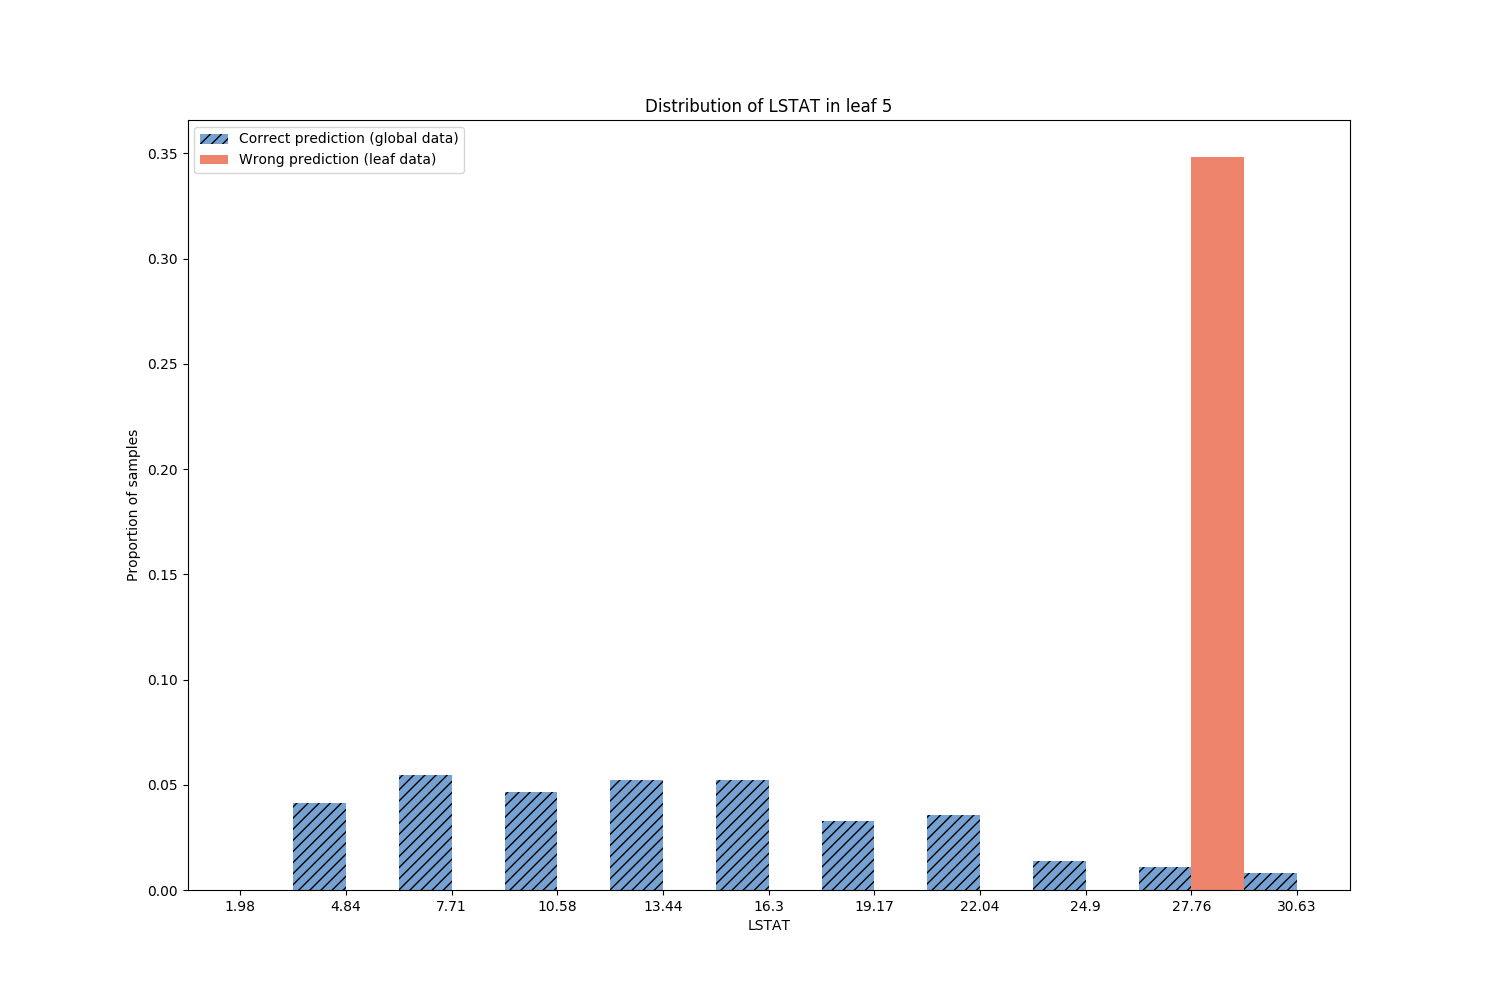 Distribution of LSTAT in leaf 5
Correct prediction (global data)
Wrong prediction (leaf data)
0.35
0.30
0.25
0.20
0.15
0.10
0.05
0.00
Proportion of samples
1.98 4.84 7.71 10.58 13.44 16.3 19.17 22.04 24.9 27.76 30.63
LSTAT